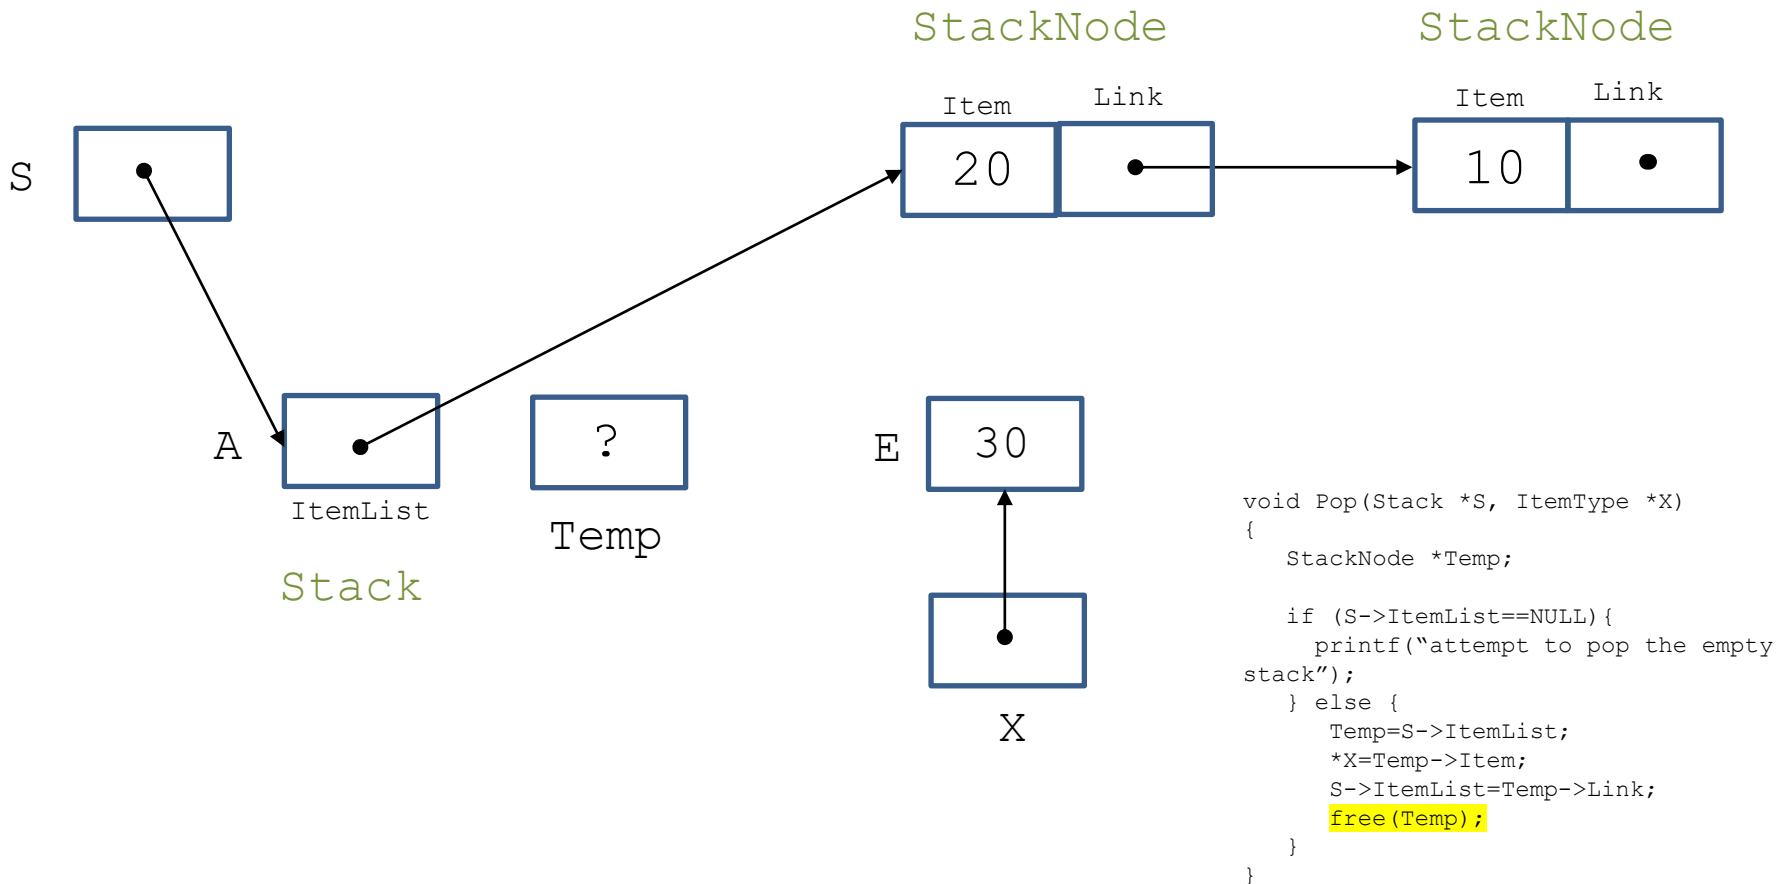 StackNode StackNode
Item Link Item Link
S 20 10
A ? E 30
ItemList
Temp
Stack
X
void Pop(Stack *S, ItemType *X)
{
StackNode *Temp;
if (S->ItemList==NULL){
printf(“attempt to pop the empty
stack”);
} else {
Temp=S->ItemList;
*X=Temp->Item;
S->ItemList=Temp->Link;
free(Temp);
}
}